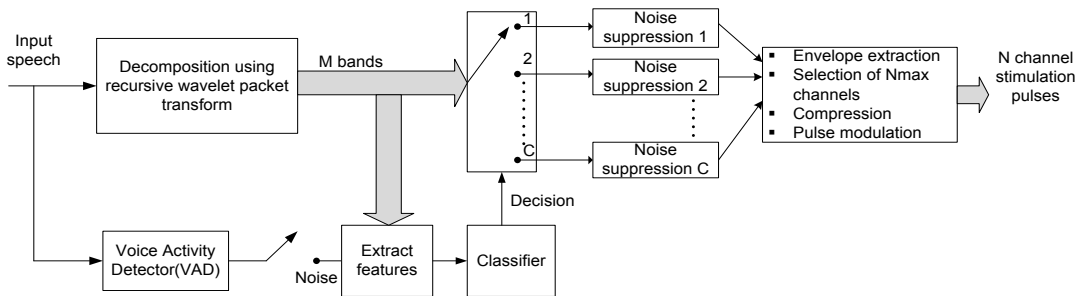 Input
speech
Decomposition using
recursive wavelet packet
transform
M bands
1
2
C
Noise
suppression 1
Noise
suppression 2
Noise
suppression C
▪ Envelope extraction
▪ Selection of Nmax
channels
▪ Compression
▪ Pulse modulation
N channel
stimulation
pulses
Decision
Voice Activity
Detector(VAD)
Noise
Extract
features
Classifier